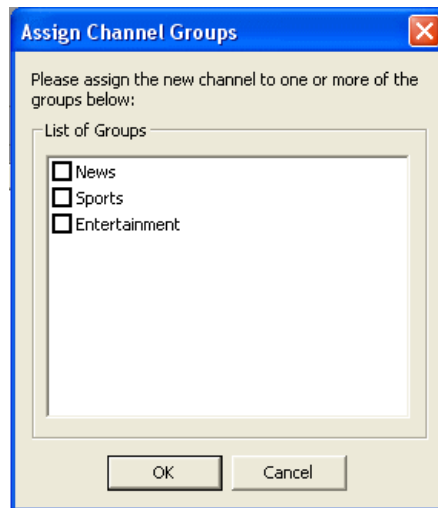 Assign Channel Groups
Please assign the new channel to one or more of the
groups below:
List of Groups
News
Sports
Entertainment
OK
Cancel